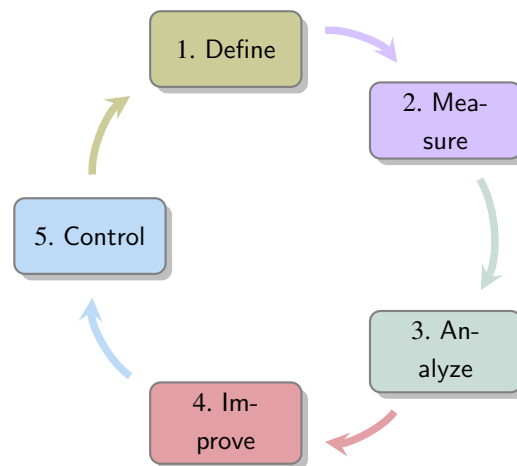 1. Define
2. Mea-
sure
3. An-
alyze
4. Im-
prove
5. Control